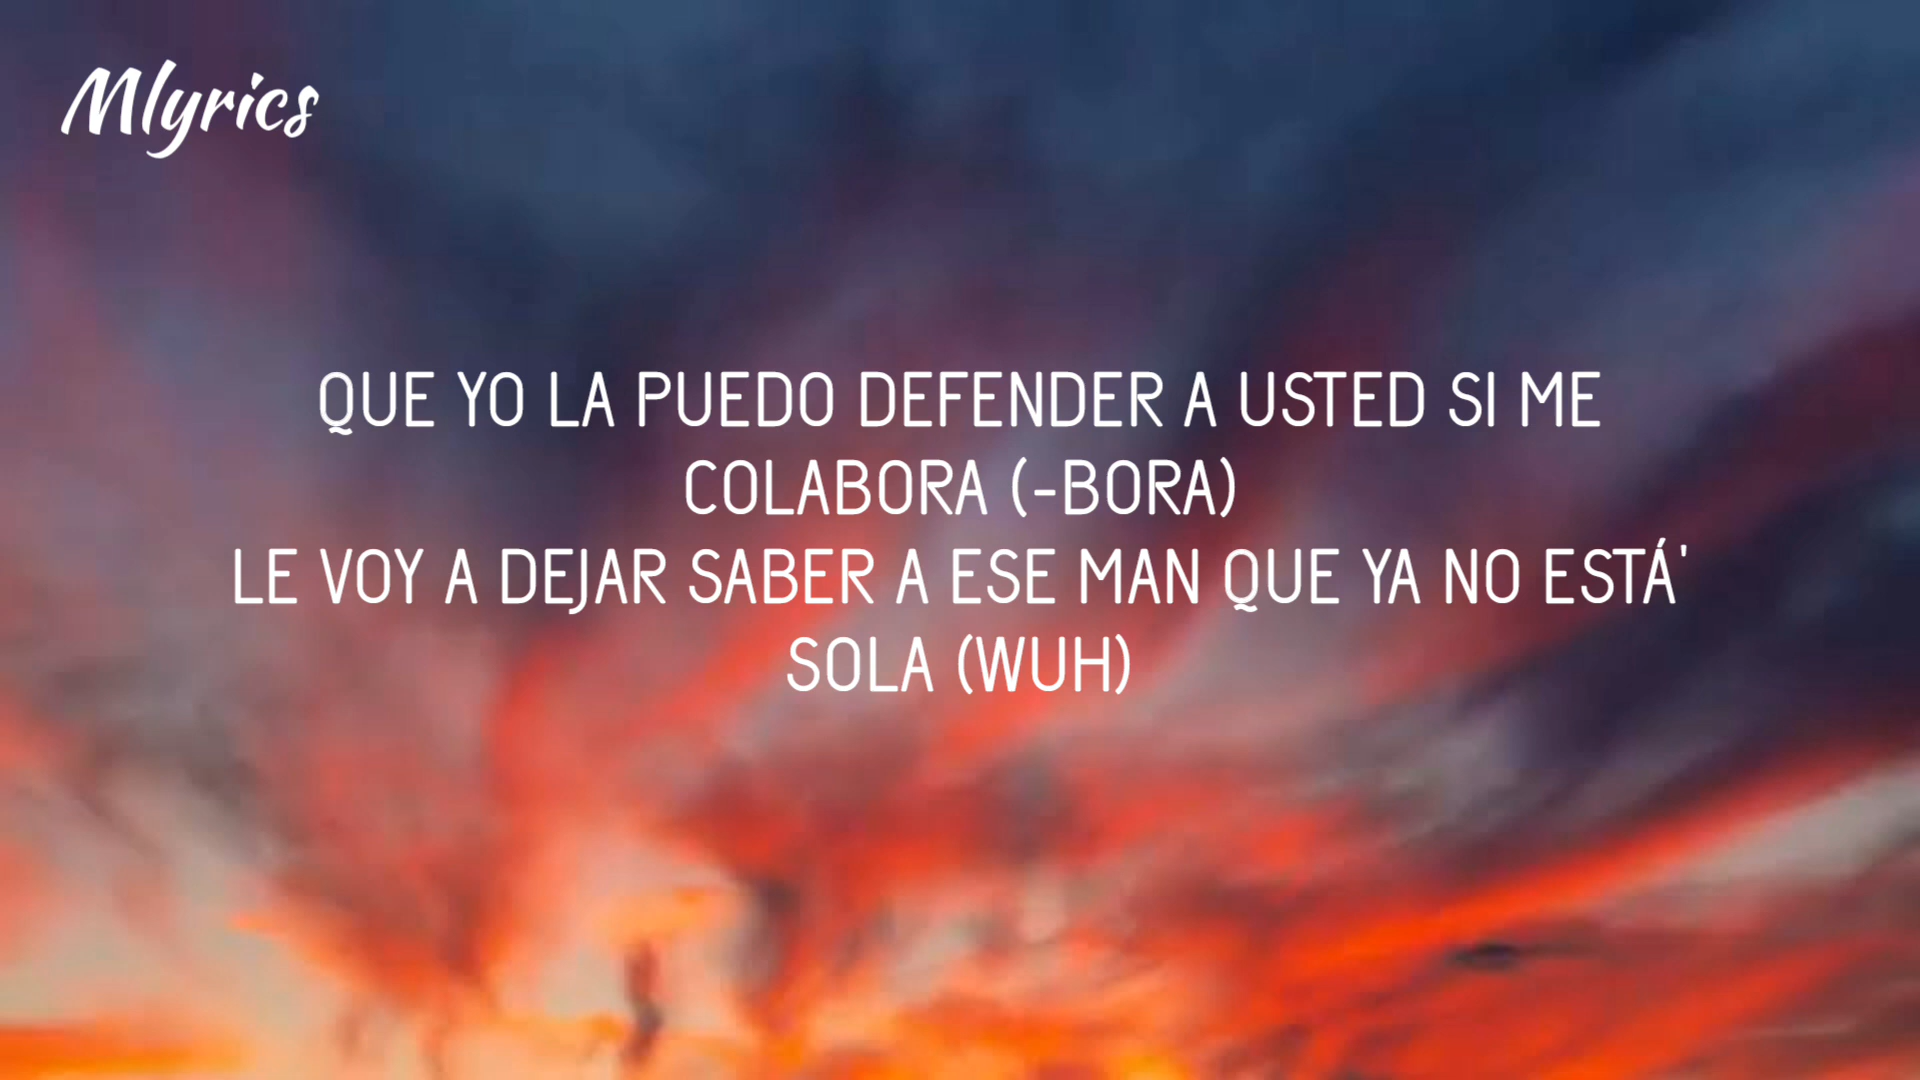 Mlyrics
QUE YO LA PUEDO DEFENDER A USTED SI ME
COLABORA (-BORA)
LE VOY A DEJAR SABER A ESE MAN QUE YA NO ESTÁ'
SOLA (WUH)